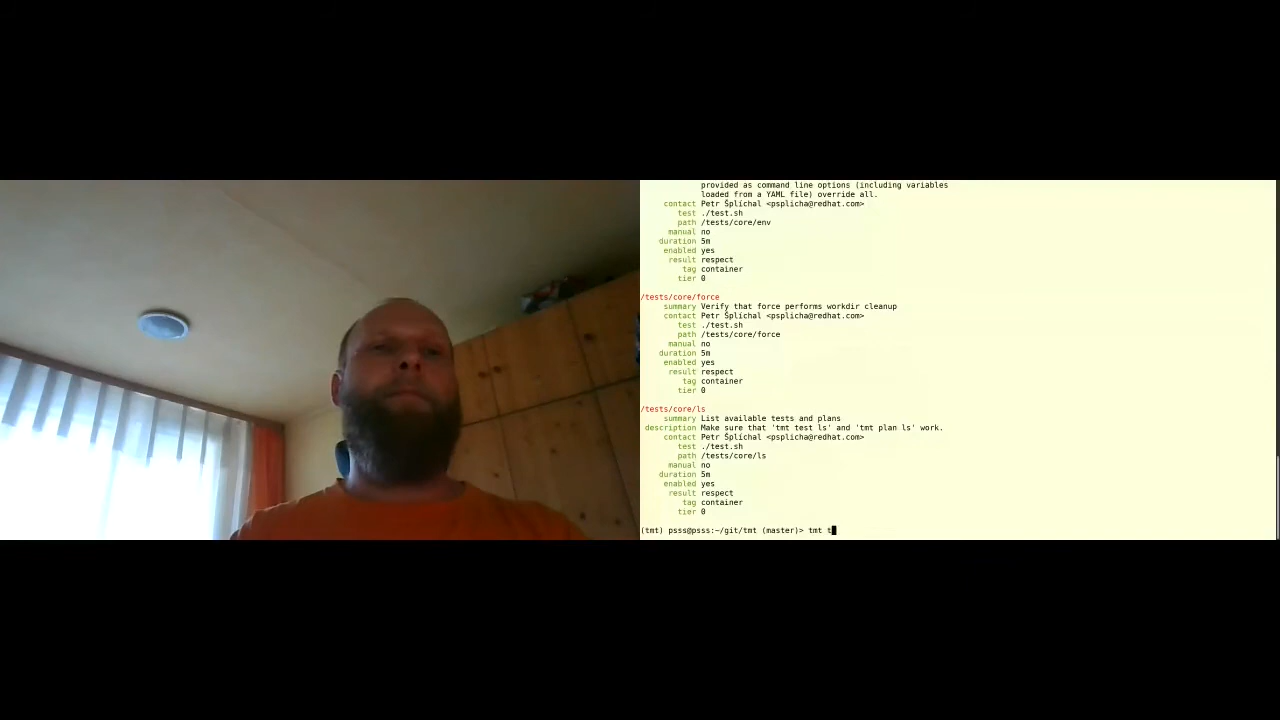 provided as command line options (including variables
loaded from a YAML file) override all.
contact Petr Šplíchal <psplicha@redhat.com>
test ./test.sh
path /tests/core/env
manual no
duration 5m
enabled yes
result respect
tag container
tier 0
/tests/core/force
summary Verify that force performs workdir cleanup
contact Petr Šplíchal <psplicha@redhat.com>
test ./test.sh
path /tests/core/force
manual no
duration 5m
enabled yes
result respect
tag container
tier 0
/tests/core/ls
summary List available tests and plans
description Make sure that 'tmt test ls' and 'tmt plan ls' work.
contact Petr Šplíchal <psplicha@redhat.com>
test ./test.sh
path /tests/core/ls
manual no
duration 5m
enabled yes
result respect
tag container
tier 0
(tmt) psss@psss:~/git/tmt (master)> tmt t